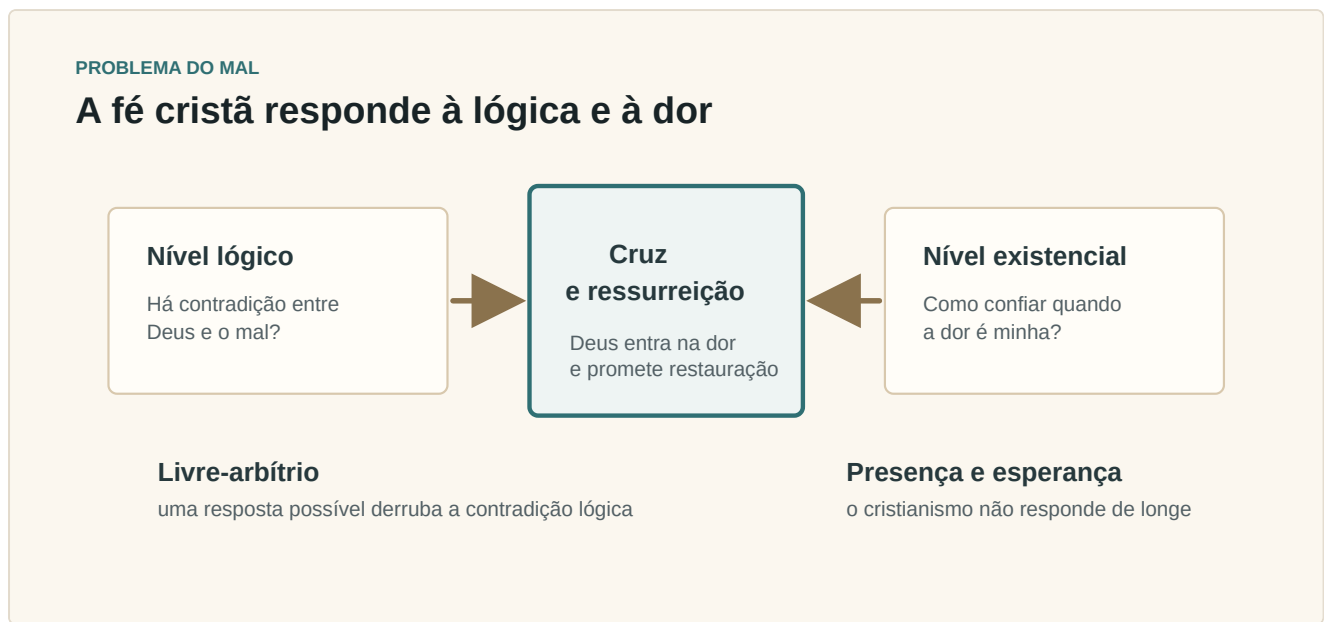 PROBLEMA DO MAL
A fé cristã responde à lógica e à dor
Nível lógico
Há contradição entre
Deus e o mal?
Cruz
e ressurreição
Deus entra na dor
e promete restauração
Nível existencial
Como confiar quando
a dor é minha?
Livre-arbítrio
uma resposta possível derruba a contradição lógica
Presença e esperança
o cristianismo não responde de longe